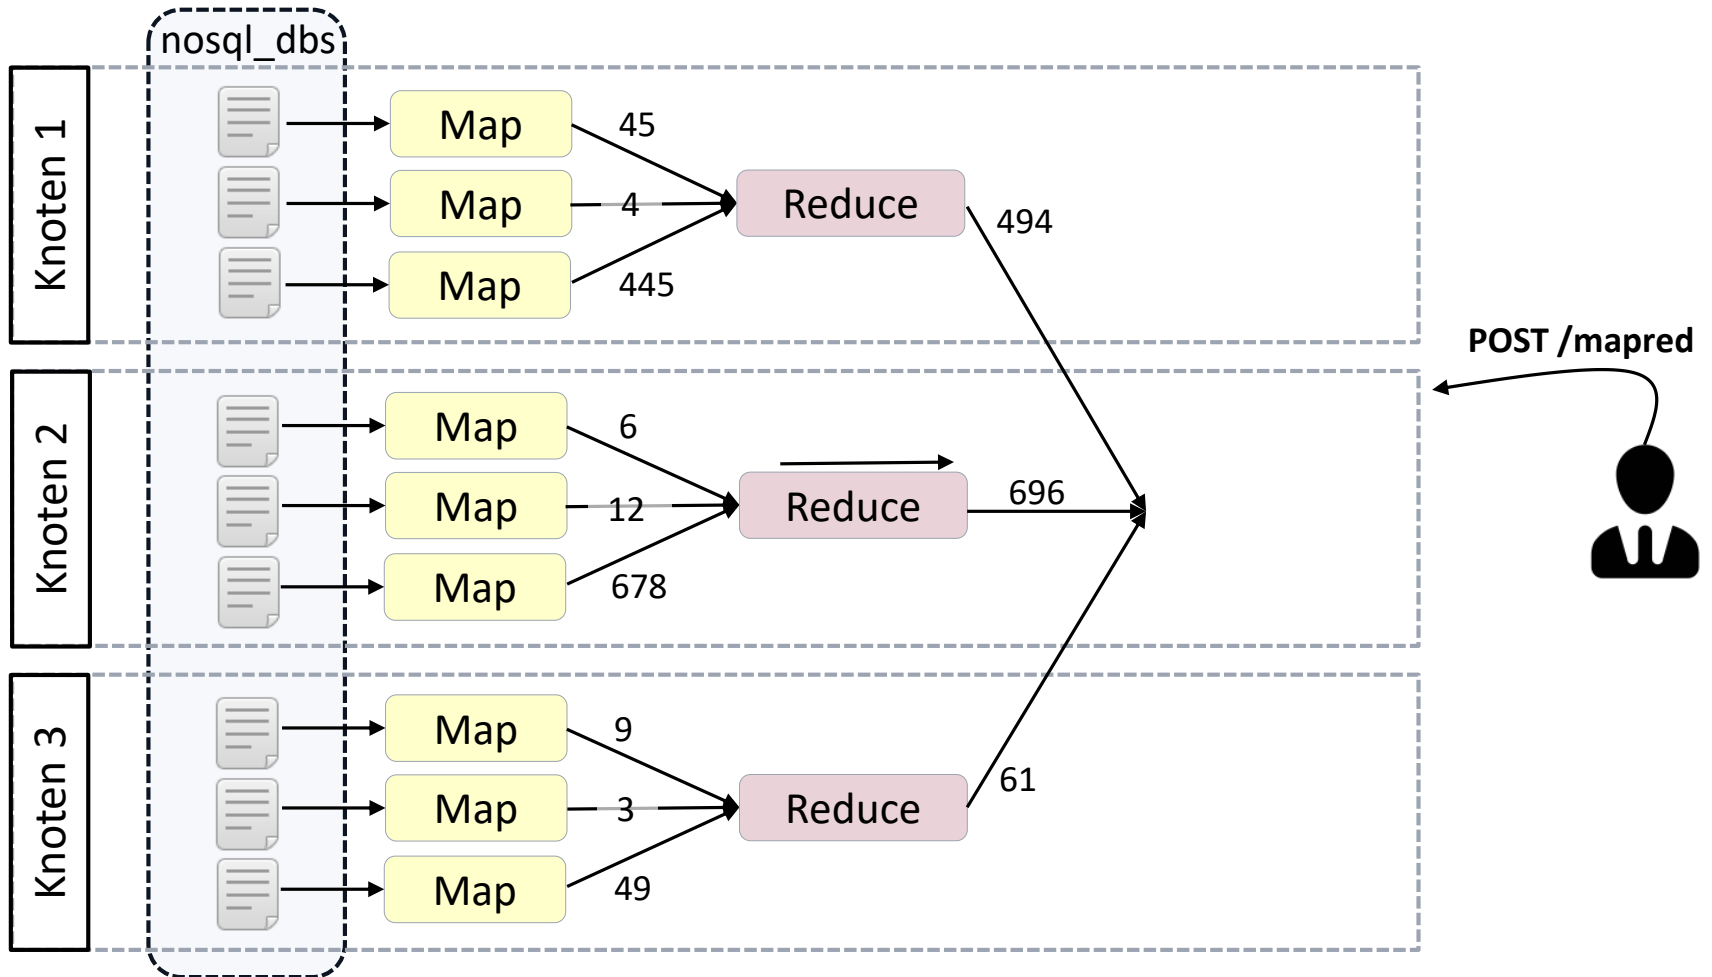 nosql_dbs
Knoten 1
Map
45
Map
4
Map
445
Reduce
494
POST /mapred
Knoten 2
Map
6
Map
12
Map
678
Reduce
696
Knoten 3
Map
9
Map
3
Map
49
Reduce
61